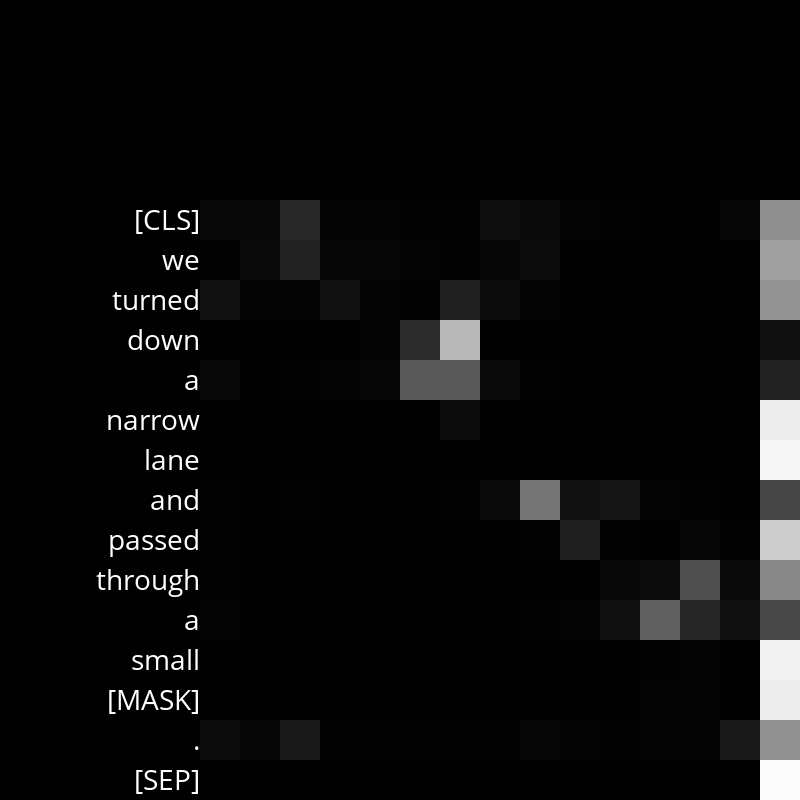 [CLS]
we
turned
down
a
narrow
lane
and
passed
through
a
small
[MASK]
.
[SEP]